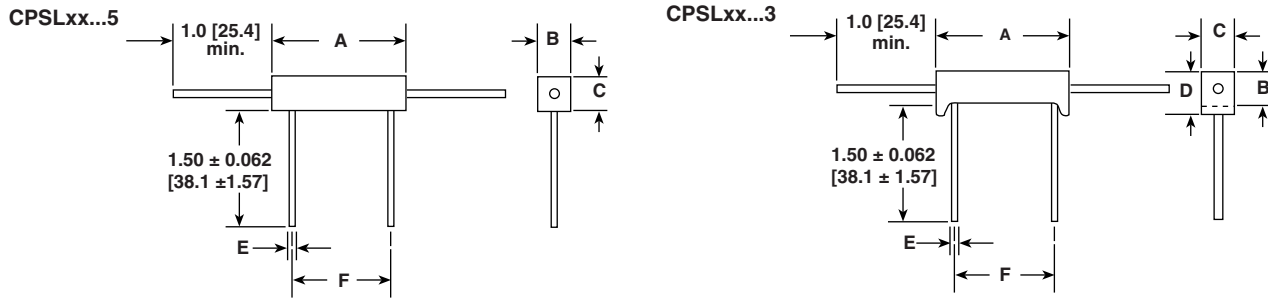 CPSLxx...5
1.0 [25.4]
min.
A
B
C
1.50 ± 0.062
[38.1 ±1.57]
E
F
CPSLxx...3
1.0 [25.4]
min.
A
C
D
B
1.50 ± 0.062
[38.1 ± 1.57]
E
F